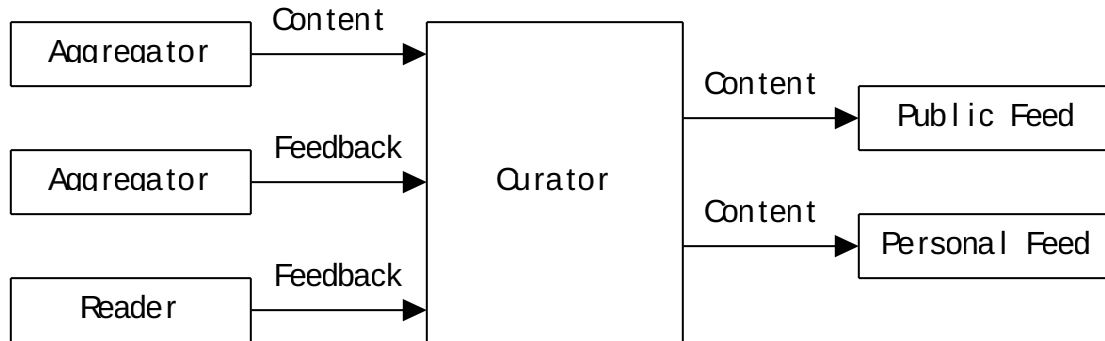 Content
Aggregator
Content
Public Feed
Feedback
Aggregator
Curator
Content
Personal Feed
Feedback
Reader